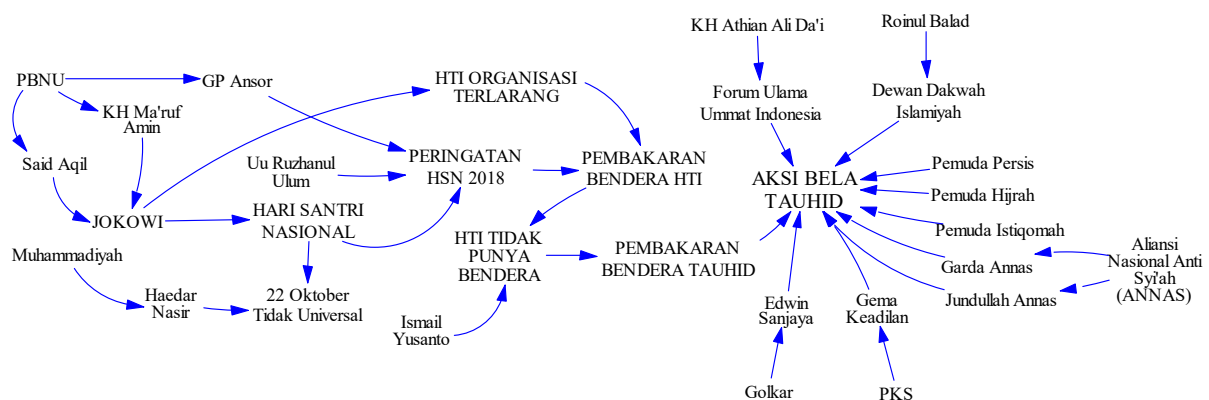 KH Athian Ali Da'i
Roinul Balad
PBNU
GP Ansor
HTI ORGANISASI
TERLARANG
Forum Ulama
Ummat Indonesia
Dewan Dakwah
Islamiyah
KH Ma'ruf
Amin
Said Aqil
Uu Ruzhanul
Ulum
PERINGATAN
HSN 2018
PEMBAKARAN
BENDERA HTI
AKSI BELA
TAUHID
Pemuda Persis
Pemuda Hijrah
Pemuda Istiqomah
JOKOWI
HARI SANTRI
NASIONAL
Muhammadiyah
HTI TIDAK
PUNYA
BENDERA
PEMBAKARAN
BENDERA TAUHID
Garda Annas
Aliansi
Nasional Anti
Syi'ah
(ANNAS)
Jundullah Annas
Haedar
Nasir
22 Oktober
Tidak Universal
Ismail
Yusanto
Edwin
Sanjaya
Gema
Keadilan
Golkar
PKS